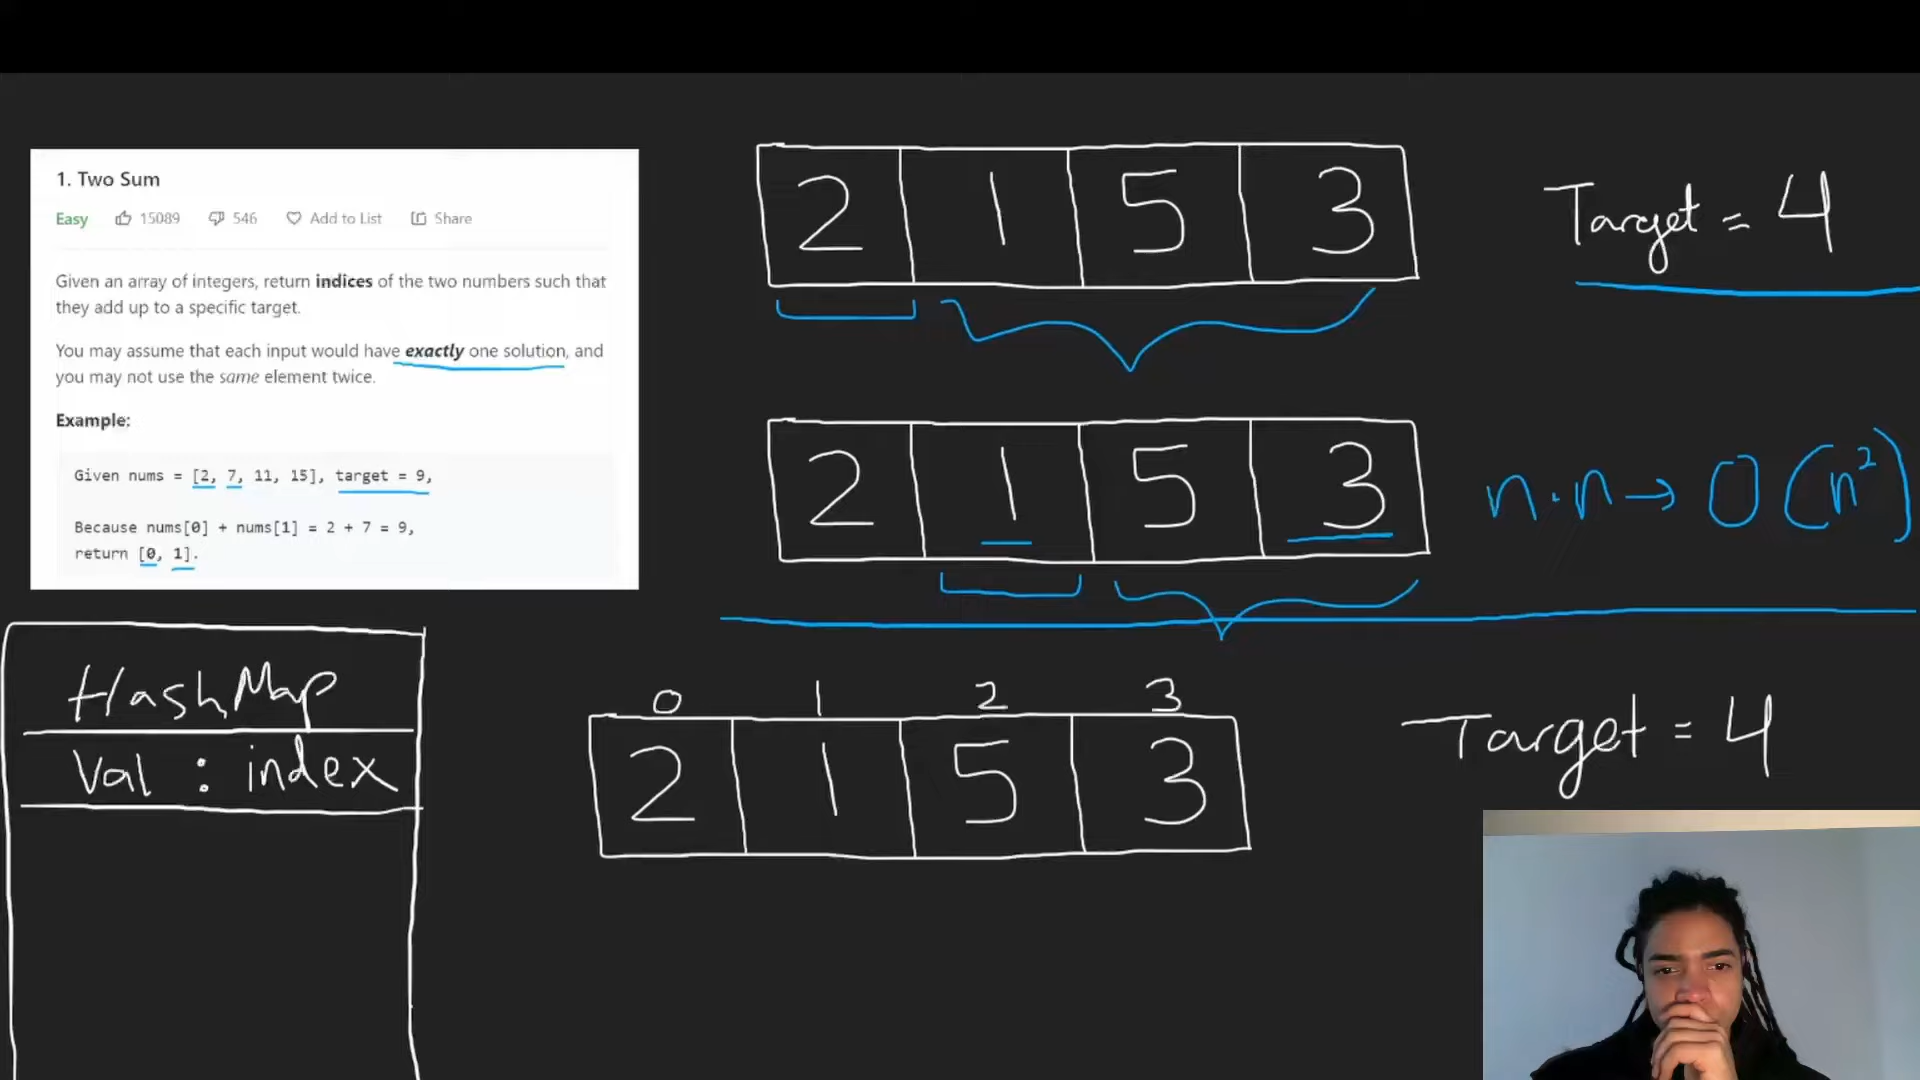 1. Two Sum
Easy 15089 546 Add to List Share
Given an array of integers, return indices of the two numbers such that
they add up to a specific target.
You may assume that each input would have exactly one solution, and
you may not use the same element twice.
Example:
Given nums = [2, 7, 11, 15], target = 9,
Because nums[0] + nums[1] = 2 + 7 = 9,
return [0, 1].
2 1 5 3
Target = 4
2 1 5 3
n · n → O(n²)
HashMap
Val : index
0 1 2 3
2 1 5 3
Target = 4